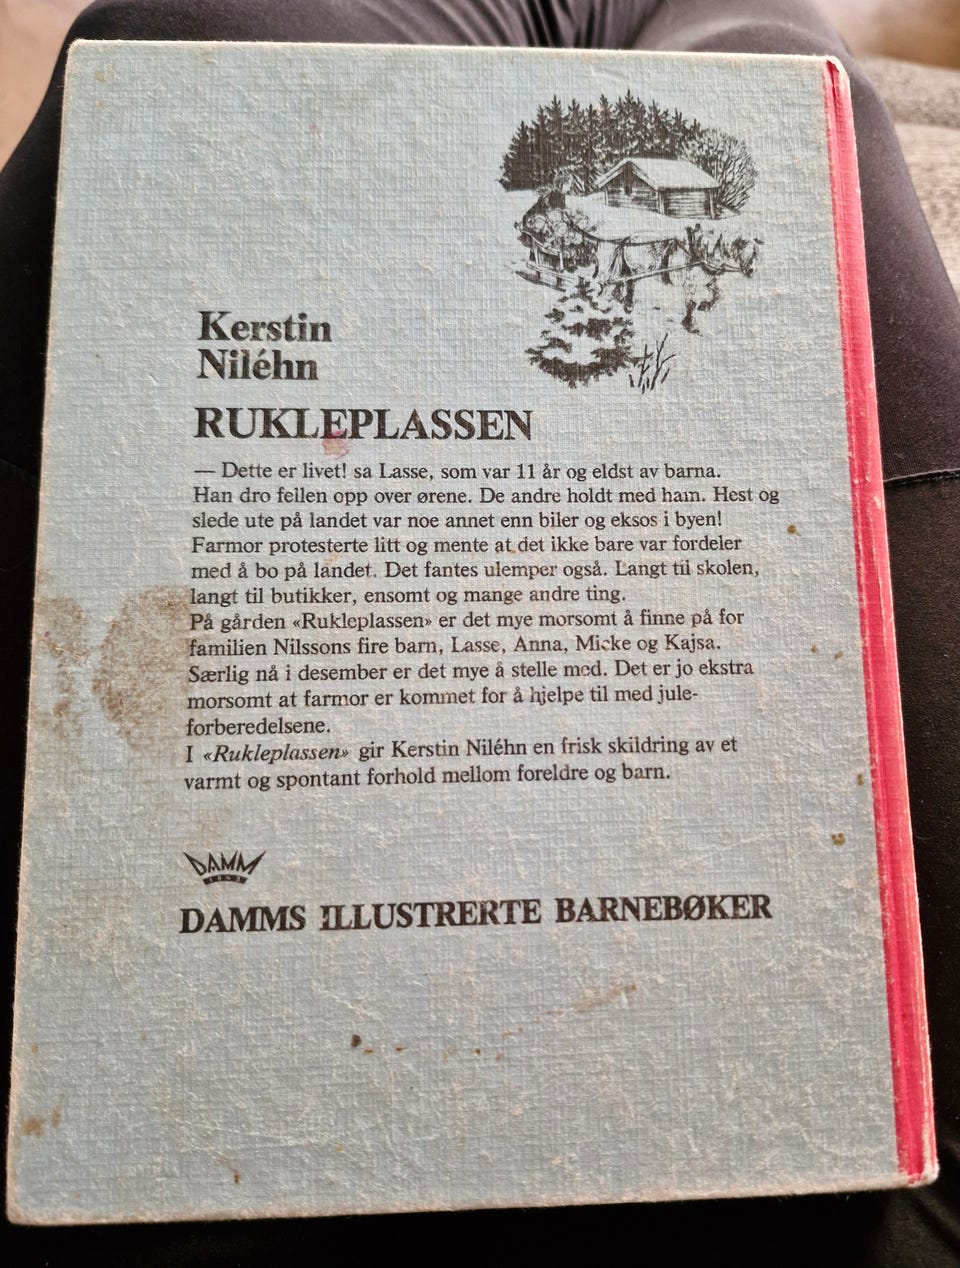 Kerstin
Niléhn
RUKLEPLASSEN
— Dette er livet! sa Lasse, som var 11 år og eldst av barna.
Han dro fellen opp over ørene. De andre holdt med ham. Hest og
slede ute på landet var noe annet enn biler og eksos i byen!
Farmor protesterte litt og mente at det ikke bare var fordeler
med å bo på landet. Det fantes ulemper også. Langt til skolen,
langt til butikker, ensomt og mange andre ting.
På gården «Rukleplassen» er det mye morsomt å finne på for
familien Nilssons fire barn, Lasse, Anna, Micke og Kajsa.
Særlig nå i desember er det mye å stelle med. Det er jo ekstra
morsomt at farmor er kommet for å hjelpe til med jule-
forberedelsene.
I «Rukleplassen» gir Kerstin Niléhn en frisk skildring av et
varmt og spontant forhold mellom foreldre og barn.
DAMM
1843
DAMMS ILLUSTRERTE BARNEBØKER